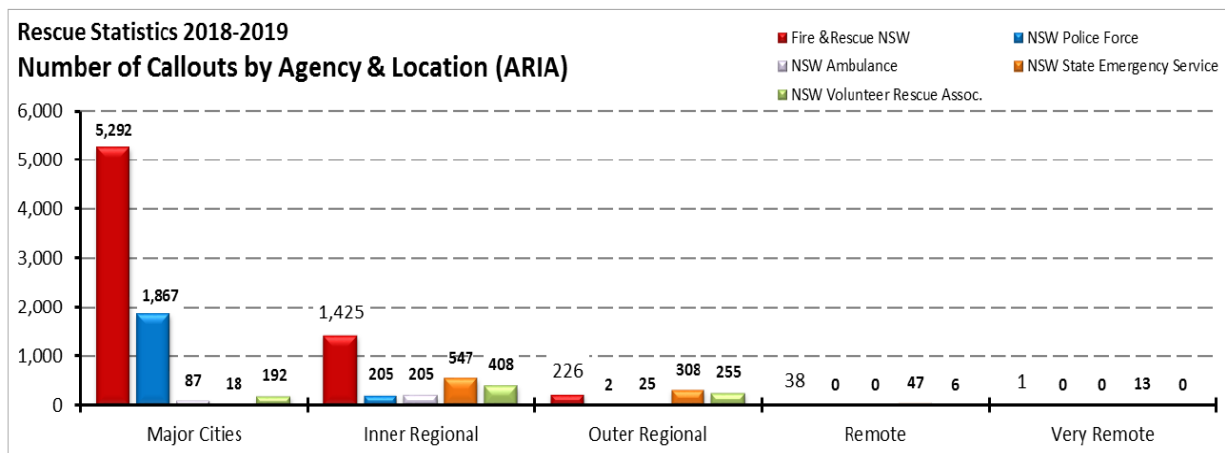 Rescue Statistics 2018-2019
Number of Callouts by Agency & Location (ARIA)
Fire &Rescue NSW
NSW Police Force
NSW Ambulance
NSW State Emergency Service
NSW Volunteer Rescue Assoc.
6,000
5,000
4,000
3,000
2,000
1,000
0
5,292
1,867
87
18
192
1,425
205
205
547
408
226
2
25
308
255
38
0
0
47
6
1
0
0
13
0
Major Cities
Inner Regional
Outer Regional
Remote
Very Remote